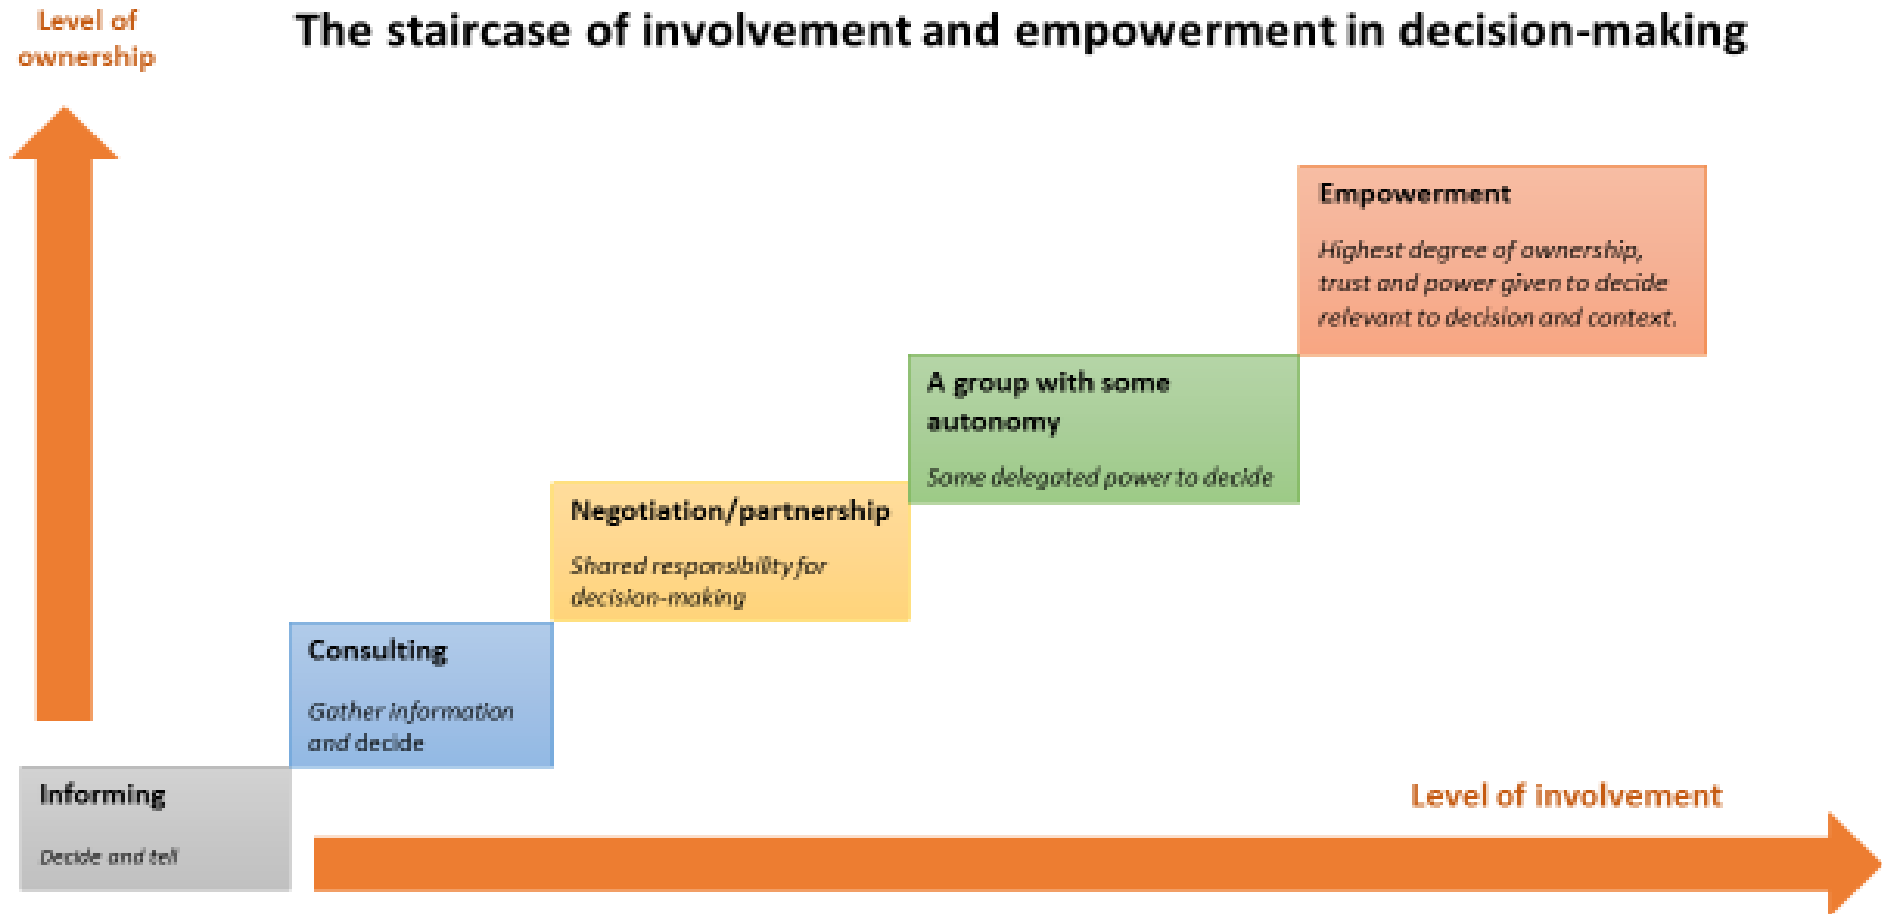 Level of
ownership
The staircase of involvement and empowerment in decision-making
Empowerment
Highest degree of ownership,
trust and power given to decide
relevant to decision and context.
A group with some
autonomy
Some delegated power to decide
Negotiation/partnership
Shared responsibility for
decision-making
Consulting
Gather information
and decide
Informing
Decide and tell
Level of involvement